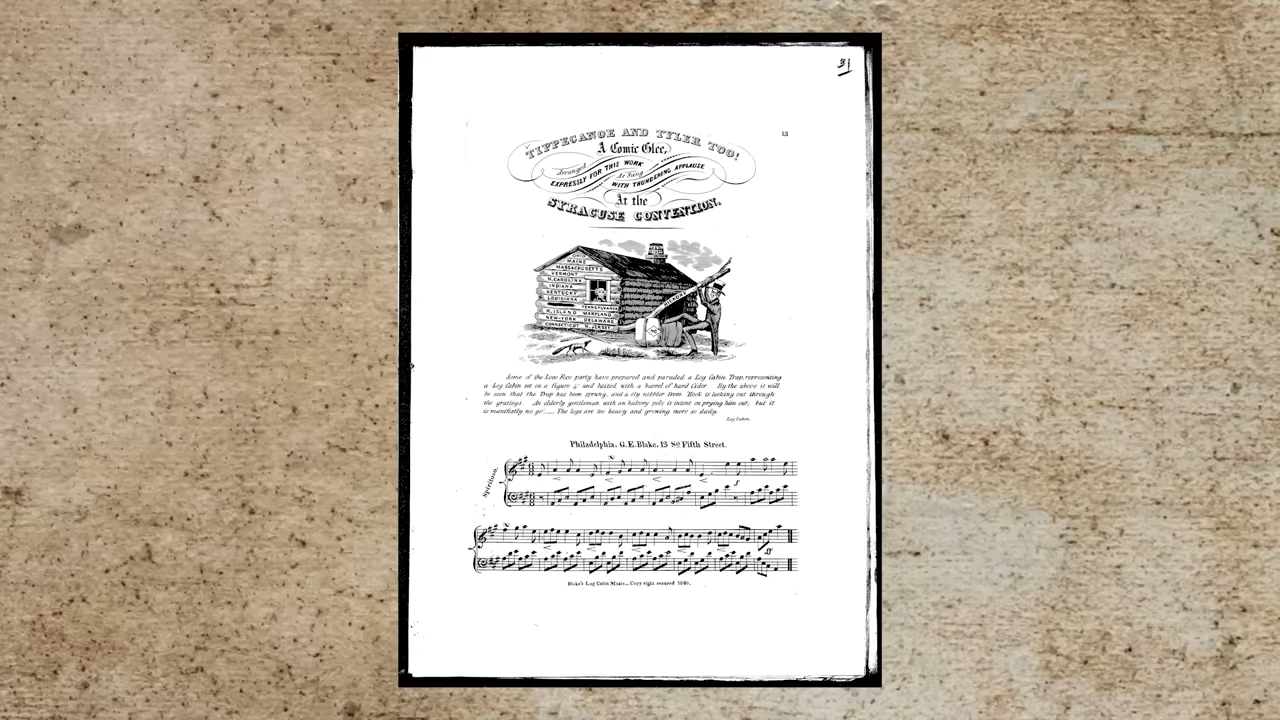 31
13
TIPPECANOE AND TYLER TOO!
A Comic Glee,
Arranged
EXPRESSLY FOR THIS WORK
As Sung
WITH THUNDERING APPLAUSE
At the
SYRACUSE CONVENTION.
OHIO
MAINE
MASSACHUSETTS
VERMONT
N.CAROLINA
INDIANA
KENTUCKY
LOUISIANA
PENNSYLVANIA
R.ISLAND MARYLAND
NEW-YORK DELAWARE
CONNECTICUT N.JERSEY
HARD CIDER
HICKORY
Some of the Loco Foco party have prepared and paraded a Log Cabin Trap, representing
a Log Cabin set on a figure 4' and baited with a barrel of hard Cider. By the above it will
be seen that the Trap has been sprung, and a sly nibbler from 'Hook is looking out through
the gratings. An elderly gentleman with an hickory pole is intent on prying him out; but it
is manifestly no go'.... The logs are too heavy and growing more so daily.
Log Cabin.
Philadelphia, G.E.Blake, 13 So Fifth Street.
Spiritoso.
f
ff
Blake's Log Cabin Music... Copy right secured 1840.